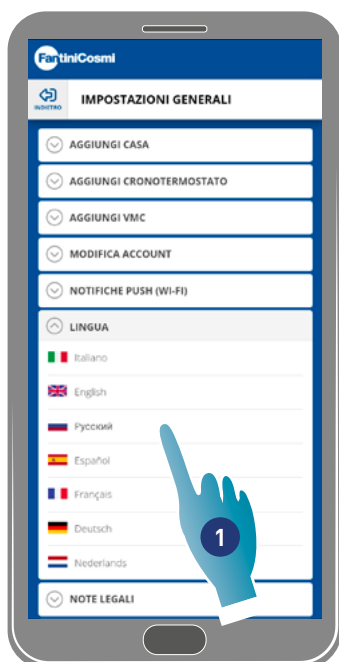 FantiniCosmi
INDIETRO
IMPOSTAZIONI GENERALI
AGGIUNGI CASA
AGGIUNGI CRONOTERMOSTATO
AGGIUNGI VMC
MODIFICA ACCOUNT
NOTIFICHE PUSH (WI-FI)
LINGUA
Italiano
English
Русский
Español
Français
Deutsch
Nederlands
1
NOTE LEGALI